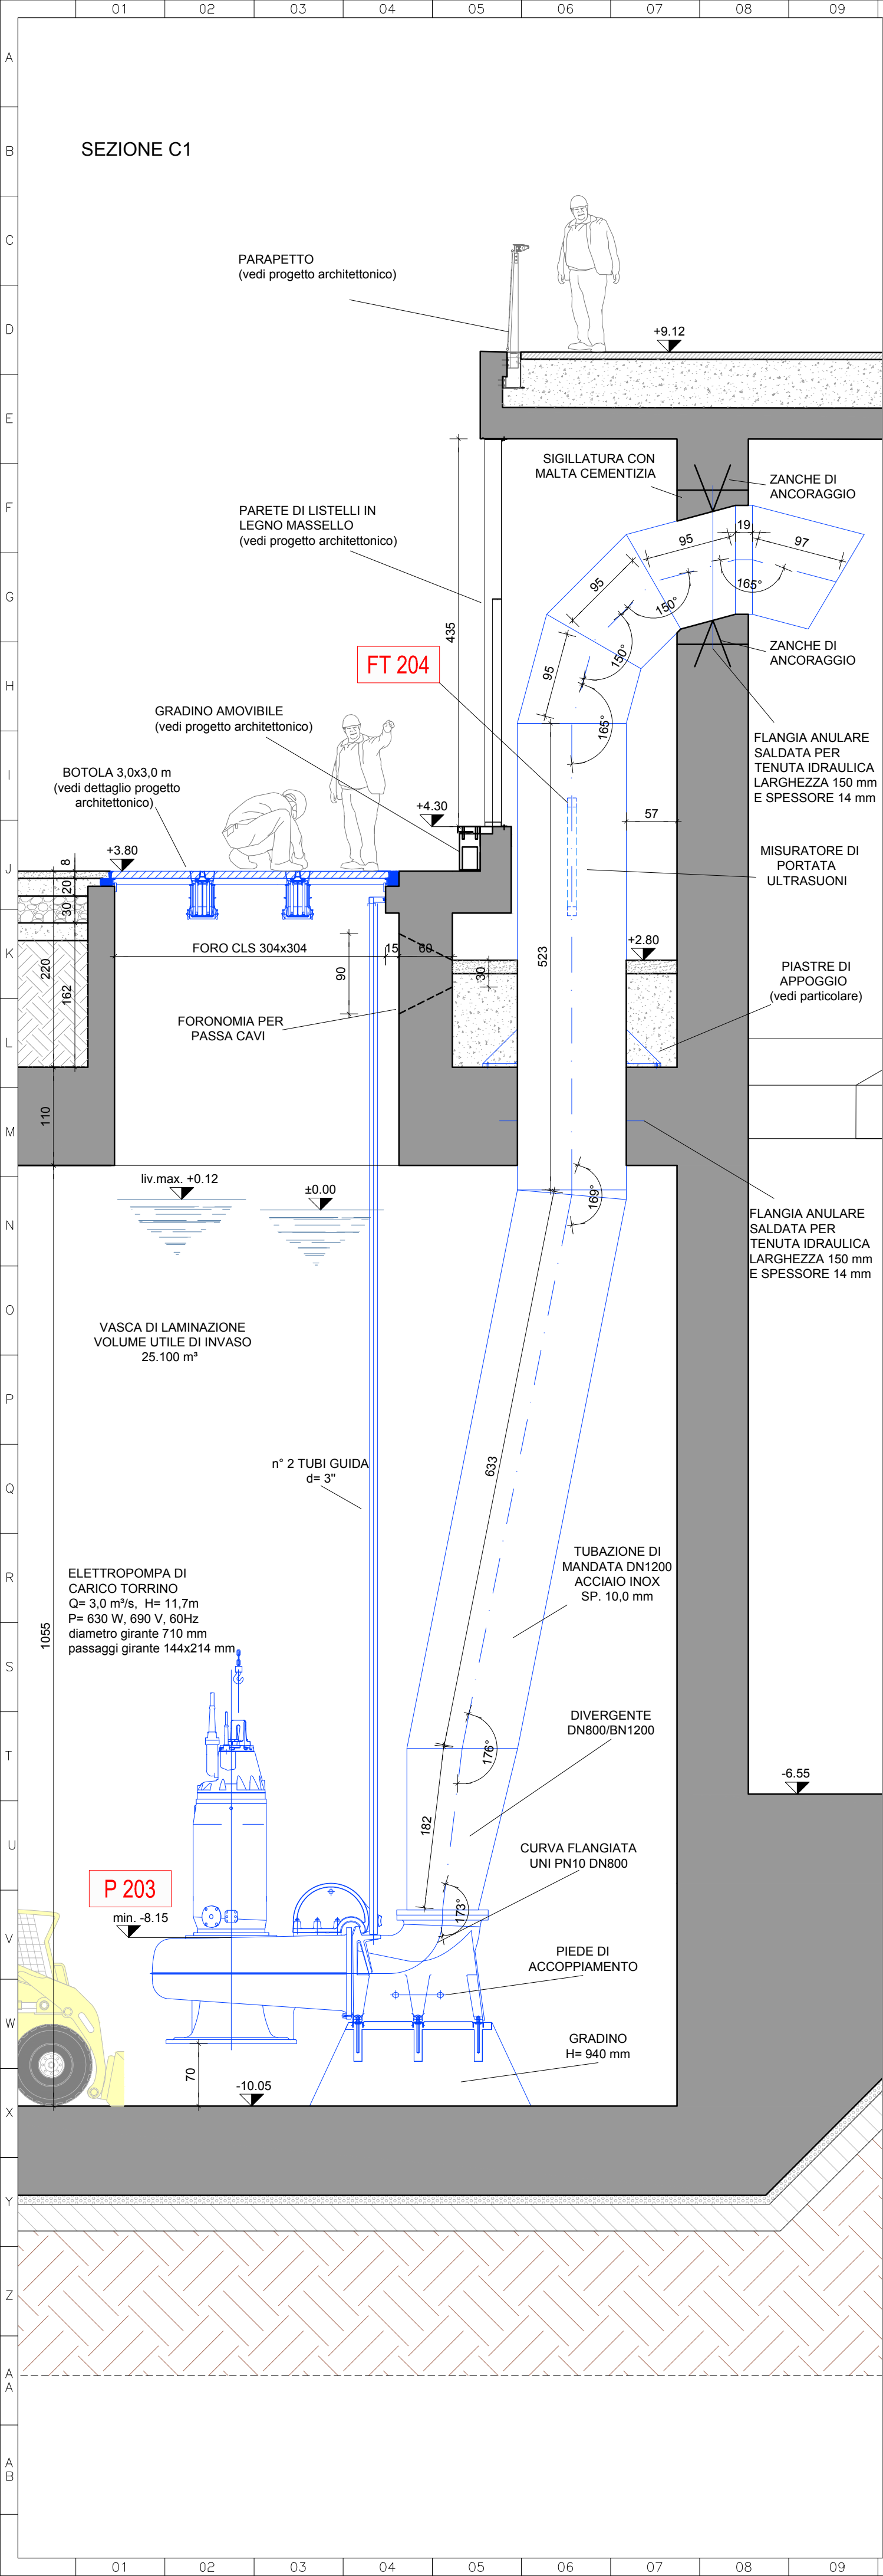 01 02 03 04 05 06 07 08 09
A
B
SEZIONE C1
C
PARAPETTO
(vedi progetto architettonico)
D
+9.12
E
SIGILLATURA CON
MALTA CEMENTIZIA
ZANCHE DI
ANCORAGGIO
F
PARETE DI LISTELLI IN
LEGNO MASSELLO
(vedi progetto architettonico)
19
95
97
95
165°
150°
G
435
150°
FT 204
ZANCHE DI
ANCORAGGIO
H
95
165°
GRADINO AMOVIBILE
(vedi progetto architettonico)
FLANGIA ANULARE
SALDATA PER
TENUTA IDRAULICA
LARGHEZZA 150 mm
E SPESSORE 14 mm
I
BOTOLA 3,0x3,0 m
(vedi dettaglio progetto
architettonico)
+4.30
57
+3.80
MISURATORE DI
PORTATA
ULTRASUONI
J
8
20
30
FORO CLS 304x304
15
60
+2.80
K
220
162
90
30
523
PIASTRE DI
APPOGGIO
(vedi particolare)
FORONOMIA PER
PASSA CAVI
L
110
M
liv.max. +0.12
±0.00
169°
N
FLANGIA ANULARE
SALDATA PER
TENUTA IDRAULICA
LARGHEZZA 150 mm
E SPESSORE 14 mm
O
VASCA DI LAMINAZIONE
VOLUME UTILE DI INVASO
25.100 m³
P
n° 2 TUBI GUIDA
d= 3"
633
Q
TUBAZIONE DI
MANDATA DN1200
ACCIAIO INOX
SP. 10,0 mm
R
ELETTROPOMPA DI
CARICO TORRINO
Q= 3,0 m³/s, H= 11,7m
P= 630 W, 690 V, 60Hz
diametro girante 710 mm
passaggi girante 144x214 mm
1055
S
DIVERGENTE
DN800/BN1200
T
176°
-6.55
182
U
CURVA FLANGIATA
UNI PN10 DN800
P 203
min. -8.15
173°
V
PIEDE DI
ACCOPPIAMENTO
W
GRADINO
H= 940 mm
70
-10.05
X
Y
Z
A
A
A
B
01 02 03 04 05 06 07 08 09